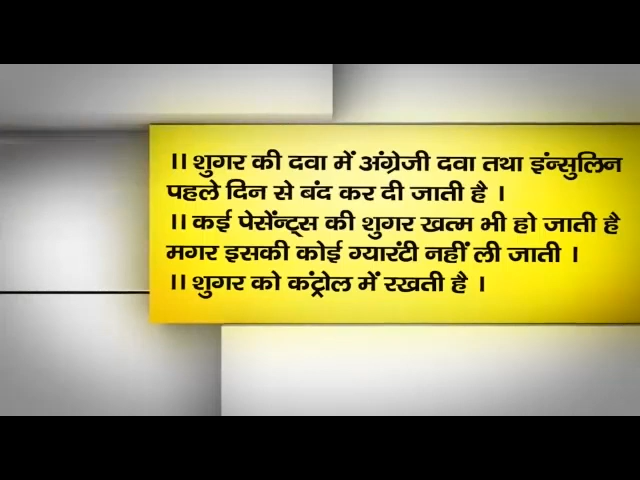 ।। शुगर की दवा में अंग्रेजी दवा तथा इंन्सुलिन
पहले दिन से बंद कर दी जाती है ।
।। कई पेसेंन्ट्स की शुगर खत्म भी हो जाती है
मगर इसकी कोई ग्यारंटी नहीं ली जाती ।
।। शुगर को कंट्रोल में रखती है ।